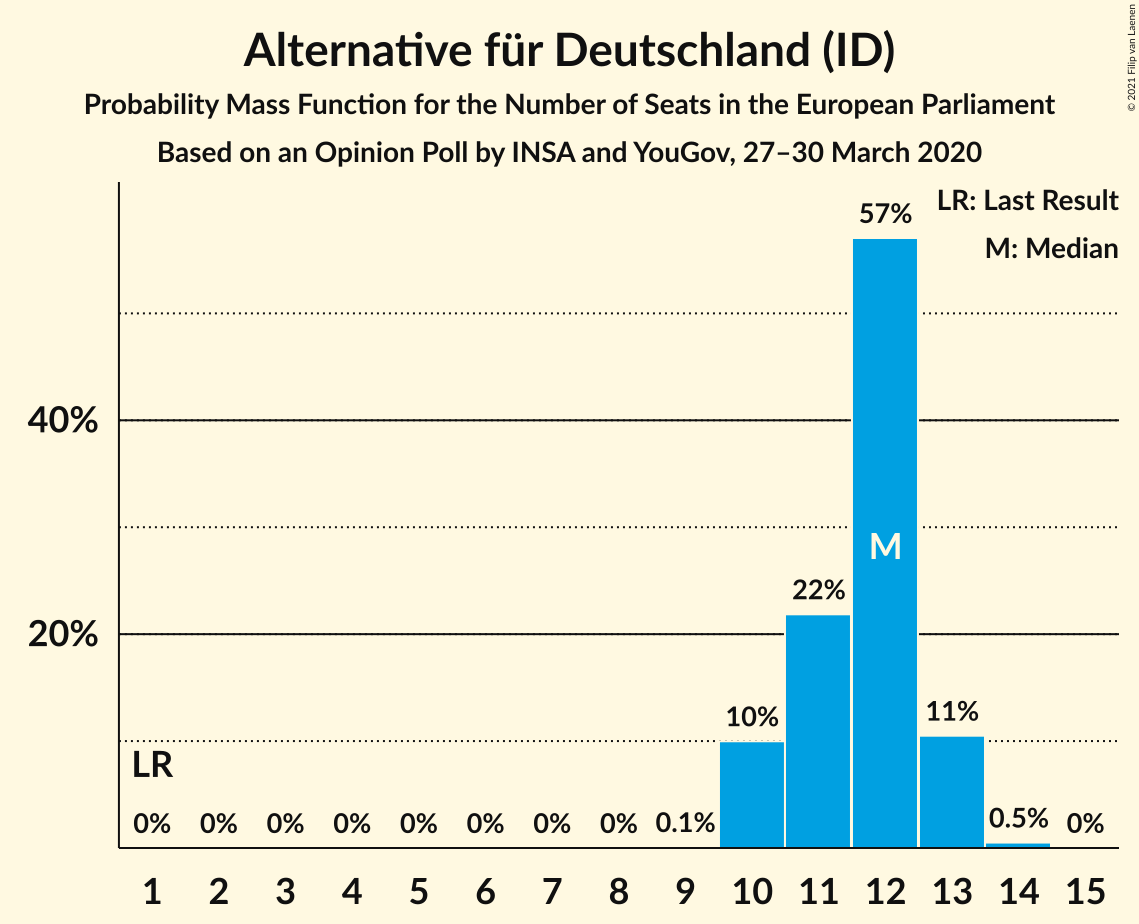 Alternative für Deutschland (ID)
Probability Mass Function for the Number of Seats in the European Parliament
Based on an Opinion Poll by INSA and YouGov, 27–30 March 2020
© 2021 Filip van Laenen
LR: Last Result
M: Median
57%
40%
M
22%
20%
10%
11%
LR
0% 0% 0% 0% 0% 0% 0% 0% 0.1% 0.5% 0%
1 2 3 4 5 6 7 8 9 10 11 12 13 14 15